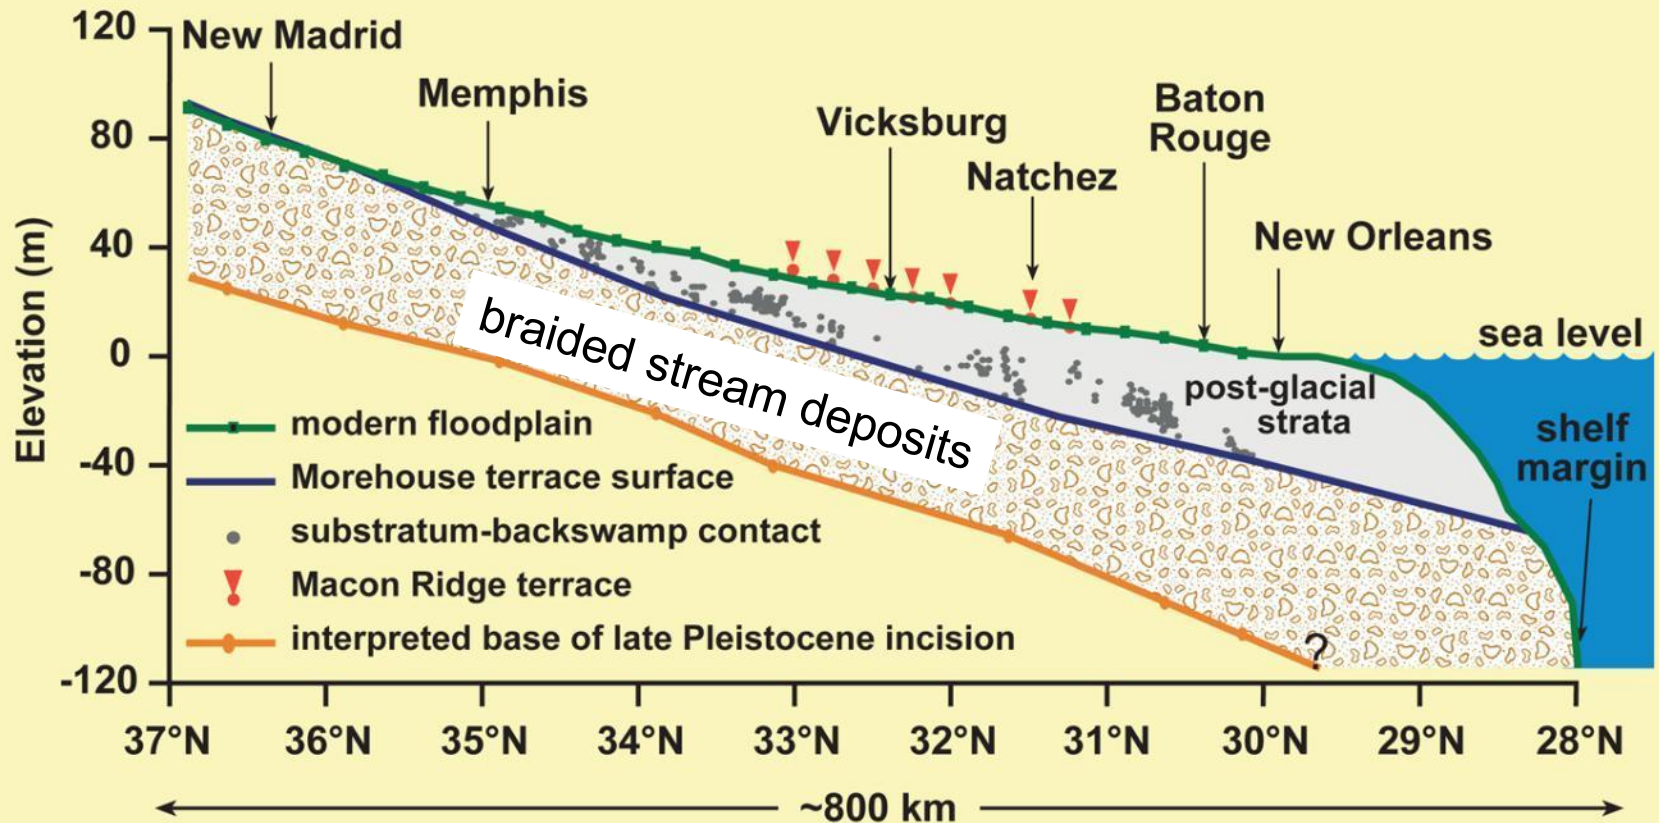 120
80
40
0
-40
-80
-120
Elevation (m)
New Madrid
Memphis
Vicksburg
Natchez
Baton
Rouge
New Orleans
sea level
shelf
margin
post-glacial
strata
braided stream deposits
?
modern floodplain
Morehouse terrace surface
substratum-backswamp contact
Macon Ridge terrace
interpreted base of late Pleistocene incision
37°N 36°N 35°N 34°N 33°N 32°N 31°N 30°N 29°N 28°N
~800 km